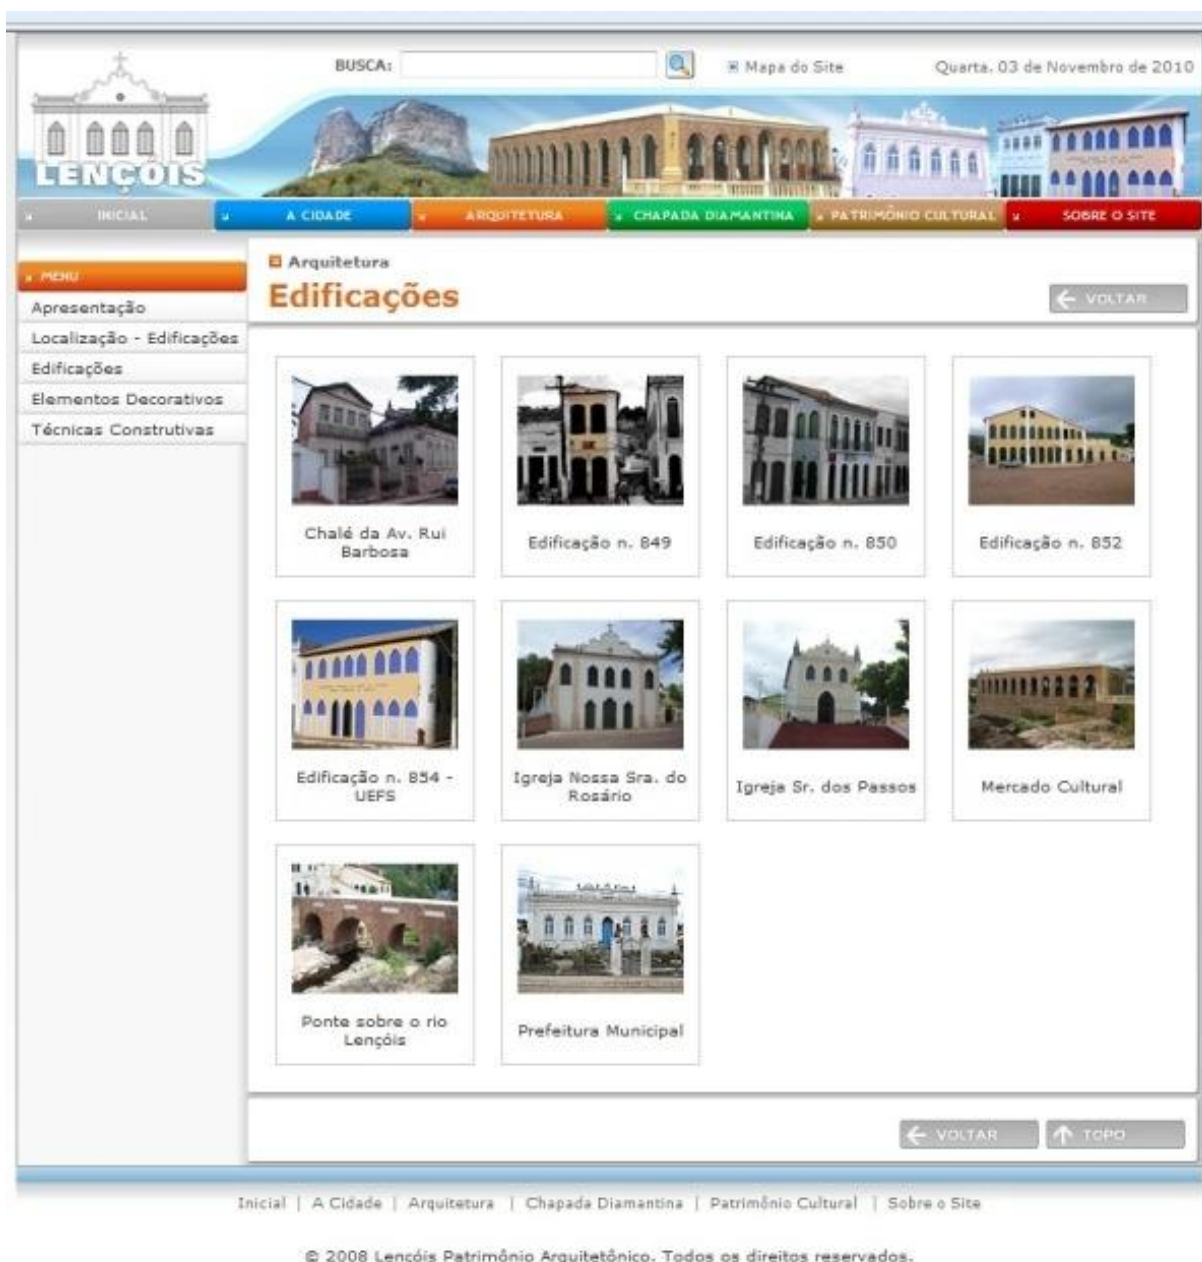 BUSCA:
Mapa do Site
Quarta, 03 de Novembro de 2010
LENÇÓIS
INICIAL
A CIDADE
ARQUITETURA
CHAPADA DIAMANTINA
PATRIMÔNIO CULTURAL
SOBRE O SITE
MENU
Apresentação
Localização - Edificações
Edificações
Elementos Decorativos
Técnicas Construtivas
Arquitetura
Edificações
VOLTAR
Chalé da Av. Rui
Barbosa
Edificação n. 849
Edificação n. 850
Edificação n. 852
Edificação n. 854 -
UEFS
Igreja Nossa Sra. do
Rosário
Igreja Sr. dos Passos
Mercado Cultural
Ponte sobre o rio
Lençóis
Prefeitura Municipal
VOLTAR
TOPO
Inicial | A Cidade | Arquitetura | Chapada Diamantina | Patrimônio Cultural | Sobre o Site
© 2008 Lençóis Patrimônio Arquitetônico. Todos os direitos reservados.